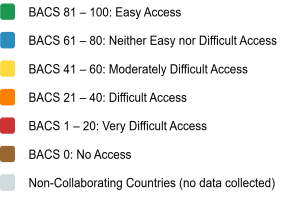 BACS 81 – 100: Easy Access
BACS 61 – 80: Neither Easy nor Difficult Access
BACS 41 – 60: Moderately Difficult Access
BACS 21 – 40: Difficult Access
BACS 1 – 20: Very Difficult Access
BACS 0: No Access
Non-Collaborating Countries (no data collected)